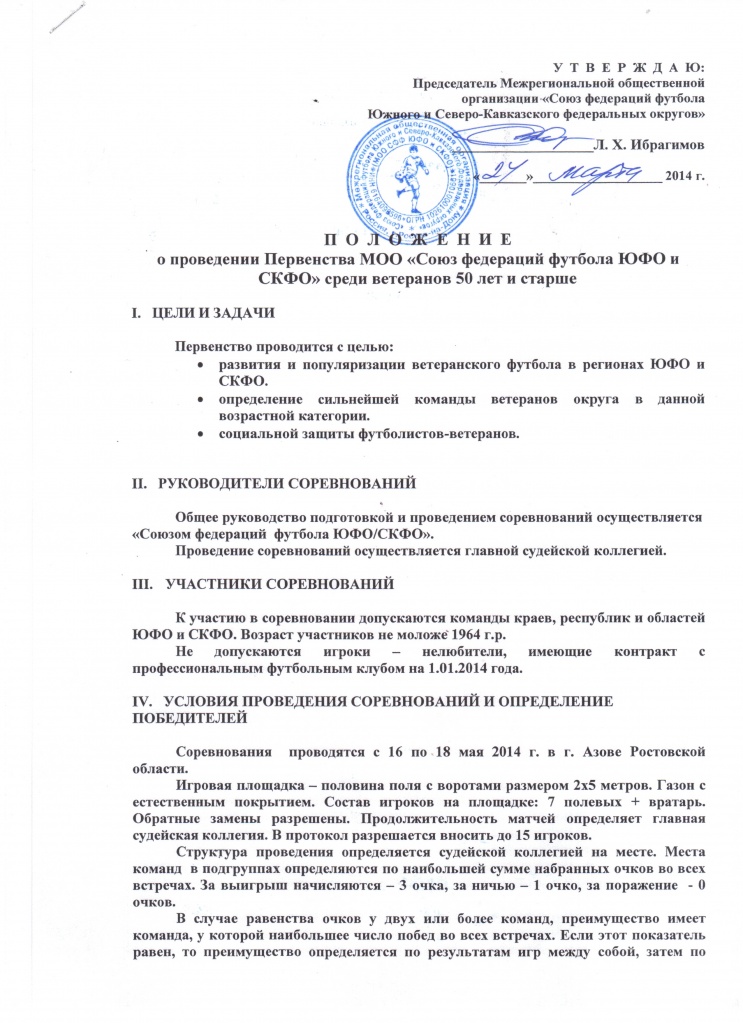 У Т В Е Р Ж Д А Ю:
Председатель Межрегиональной общественной
организации «Союз федераций футбола
Южного и Северо-Кавказского федеральных округов»
Л. Х. Ибрагимов
« 24 » марта 2014 г.
П О Л О Ж Е Н И Е
о проведении Первенства МОО «Союз федераций футбола ЮФО и
СКФО» среди ветеранов 50 лет и старше
I. ЦЕЛИ И ЗАДАЧИ
Первенство проводится с целью:
• развития и популяризации ветеранского футбола в регионах ЮФО и
СКФО.
• определение сильнейшей команды ветеранов округа в данной
возрастной категории.
• социальной защиты футболистов-ветеранов.
II. РУКОВОДИТЕЛИ СОРЕВНОВАНИЙ
Общее руководство подготовкой и проведением соревнований осуществляется
«Союзом федераций футбола ЮФО/СКФО».
Проведение соревнований осуществляется главной судейской коллегией.
III. УЧАСТНИКИ СОРЕВНОВАНИЙ
К участию в соревновании допускаются команды краев, республик и областей
ЮФО и СКФО. Возраст участников не моложе 1964 г.р.
Не допускаются игроки – нелюбители, имеющие контракт с
профессиональным футбольным клубом на 1.01.2014 года.
IV. УСЛОВИЯ ПРОВЕДЕНИЯ СОРЕВНОВАНИЙ И ОПРЕДЕЛЕНИЕ
ПОБЕДИТЕЛЕЙ
Соревнования проводятся с 16 по 18 мая 2014 г. в г. Азове Ростовской
области.
Игровая площадка – половина поля с воротами размером 2х5 метров. Газон с
естественным покрытием. Состав игроков на площадке: 7 полевых + вратарь.
Обратные замены разрешены. Продолжительность матчей определяет главная
судейская коллегия. В протокол разрешается вносить до 15 игроков.
Структура проведения определяется судейской коллегией на месте. Места
команд в подгруппах определяются по наибольшей сумме набранных очков во всех
встречах. За выигрыш начисляются – 3 очка, за ничью – 1 очко, за поражение - 0
очков.
В случае равенства очков у двух или более команд, преимущество имеет
команда, у которой наибольшее число побед во всех встречах. Если этот показатель
равен, то преимущество определяется по результатам игр между собой, затем по